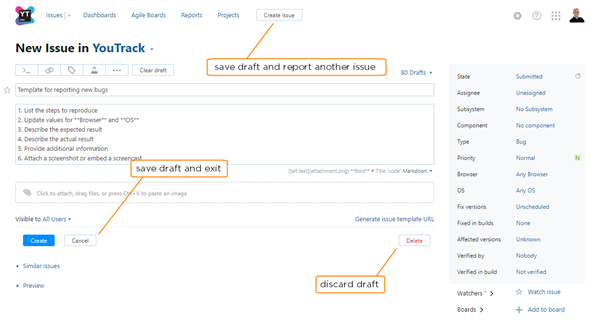 YT
Issues
Dashboards
Agile Boards
Reports
Projects
Create Issue
New Issue in YouTrack
save draft and report another issue
Clear draft
80 Drafts
Template for reporting new bugs
1. List the steps to reproduce
2. Update values for **Browser** and **OS**
3. Describe the expected result
4. Describe the actual result
5. Provide additional information
6. Attach a screenshot or embed a screencast
![alt text](attachment.png) **Bold** # Title `code` Markdown
save draft and exit
Click to attach, drag files, or press Ctrl+V to paste an image
Visible to All Users
Generate issue template URL
Create
Cancel
Delete
Similar Issues
discard draft
Preview
State Submitted
Assignee Unassigned
Subsystem No Subsystem
Component No component
Type Bug
Priority Normal N
Browser Any Browser
OS Any OS
Fix versions Unscheduled
Fixed in builds None
Affected versions Unknown
Verified by Nobody
Verified in build Not verified
Watchers Watch issue
Boards Add to board